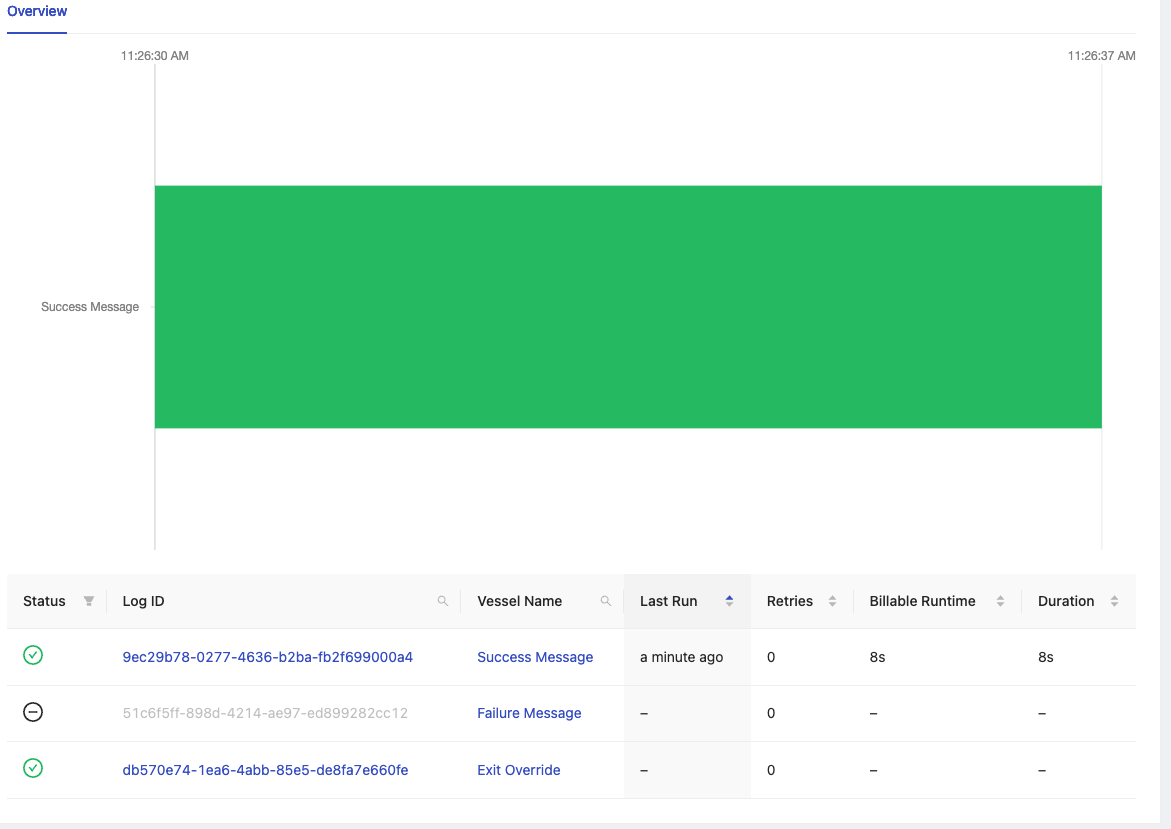 Overview
11:26:30 AM 11:26:37 AM
Success Message
Status Log ID Vessel Name Last Run Retries Billable Runtime Duration
9ec29b78-0277-4636-b2ba-fb2f699000a4 Success Message a minute ago 0 8s 8s
51c6f5ff-898d-4214-ae97-ed899282cc12 Failure Message – 0 – –
db570e74-1ea6-4abb-85e5-de8fa7e660fe Exit Override – 0 – –